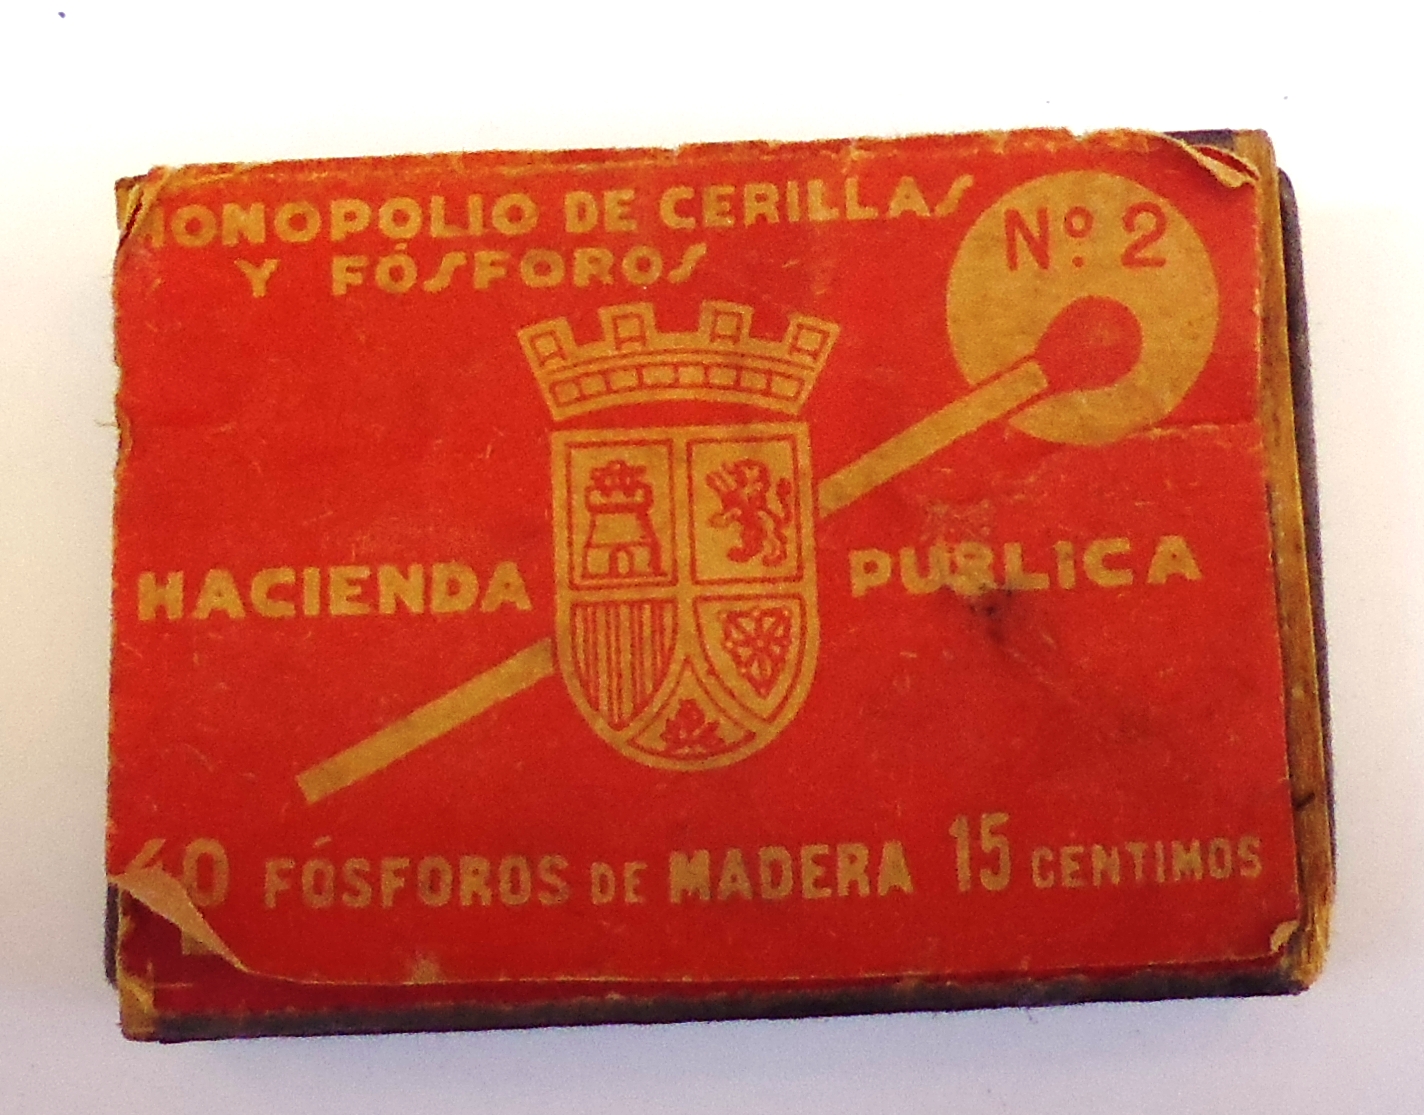 MONOPOLIO DE CERILLAS
Y FÓSFOROS
Nº. 2
HACIENDA PUBLICA
FÓSFOROS DE MADERA 15 CENTIMOS